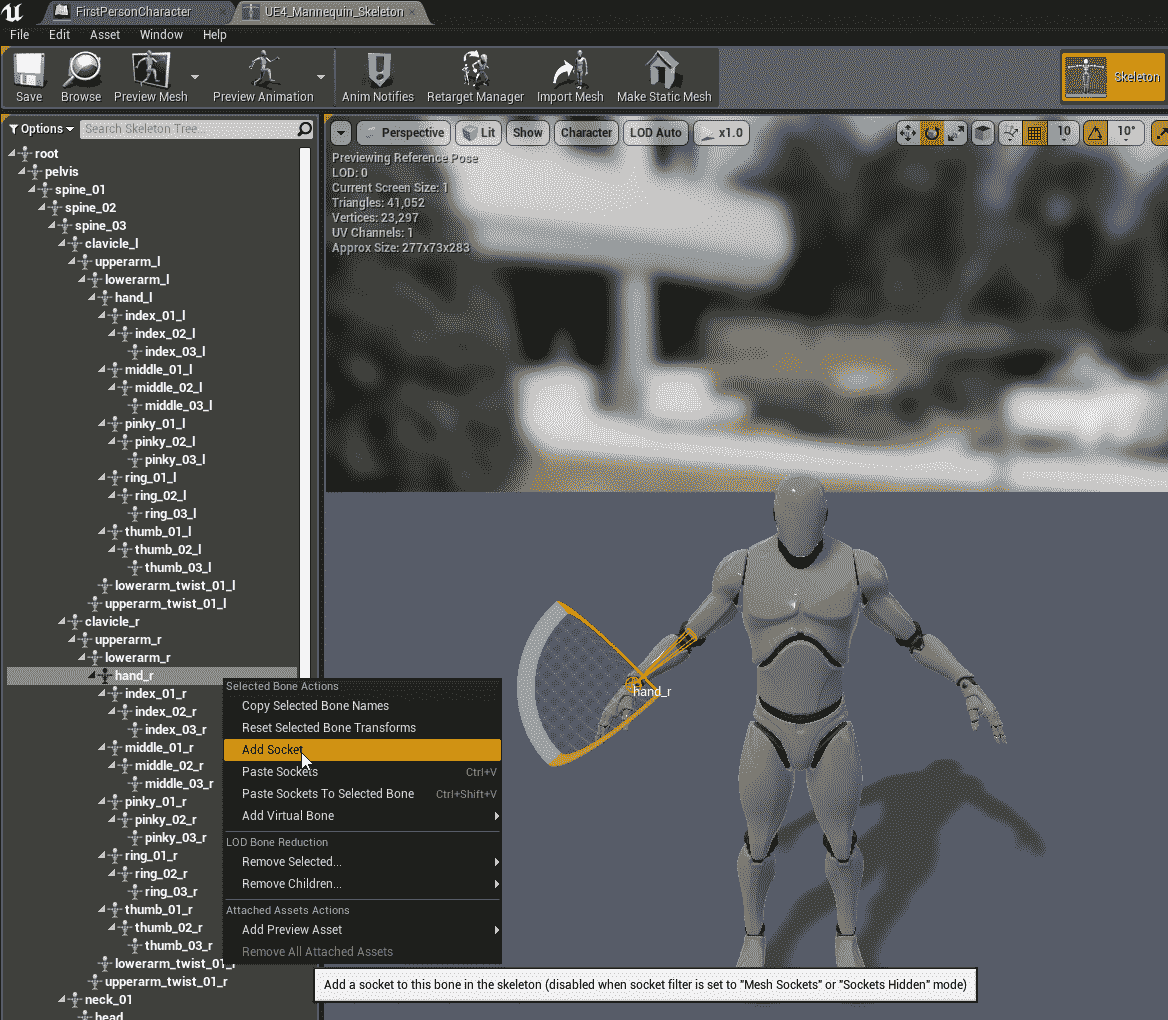 FirstPersonCharacter
UE4_Mannequin_Skeleton
File Edit Asset Window Help
Save Browse Preview Mesh Preview Animation Anim Notifies Retarget Manager Import Mesh Make Static Mesh Skeleton
Options Search Skeleton Tree...
Perspective Lit Show Character LOD Auto x1.0 10 10°
Previewing Reference Pose
LOD: 0
Current Screen Size: 1
Triangles: 41,052
Vertices: 23,297
UV Channels: 1
Approx Size: 277x73x283
root
pelvis
spine_01
spine_02
spine_03
clavicle_l
upperarm_l
lowerarm_l
hand_l
index_01_l
index_02_l
index_03_l
middle_01_l
middle_02_l
middle_03_l
pinky_01_l
pinky_02_l
pinky_03_l
ring_01_l
ring_02_l
ring_03_l
thumb_01_l
thumb_02_l
thumb_03_l
lowerarm_twist_01_l
upperarm_twist_01_l
clavicle_r
upperarm_r
lowerarm_r
hand_r
index_01_r
index_02_r
index_03_r
middle_01_r
middle_02_r
middle_03_r
pinky_01_r
pinky_02_r
pinky_03_r
ring_01_r
ring_02_r
ring_03_r
thumb_01_r
thumb_02_r
thumb_03_r
lowerarm_twist_01_r
upperarm_twist_01_r
neck_01
head
Selected Bone Actions
Copy Selected Bone Names
Reset Selected Bone Transforms
Add Socket
Paste Sockets Ctrl+V
Paste Sockets To Selected Bone Ctrl+Shift+V
Add Virtual Bone
LOD Bone Reduction
Remove Selected...
Remove Children...
Attached Assets Actions
Add Preview Asset
Remove All Attached Assets
hand_r
Add a socket to this bone in the skeleton (disabled when socket filter is set to "Mesh Sockets" or "Sockets Hidden" mode)